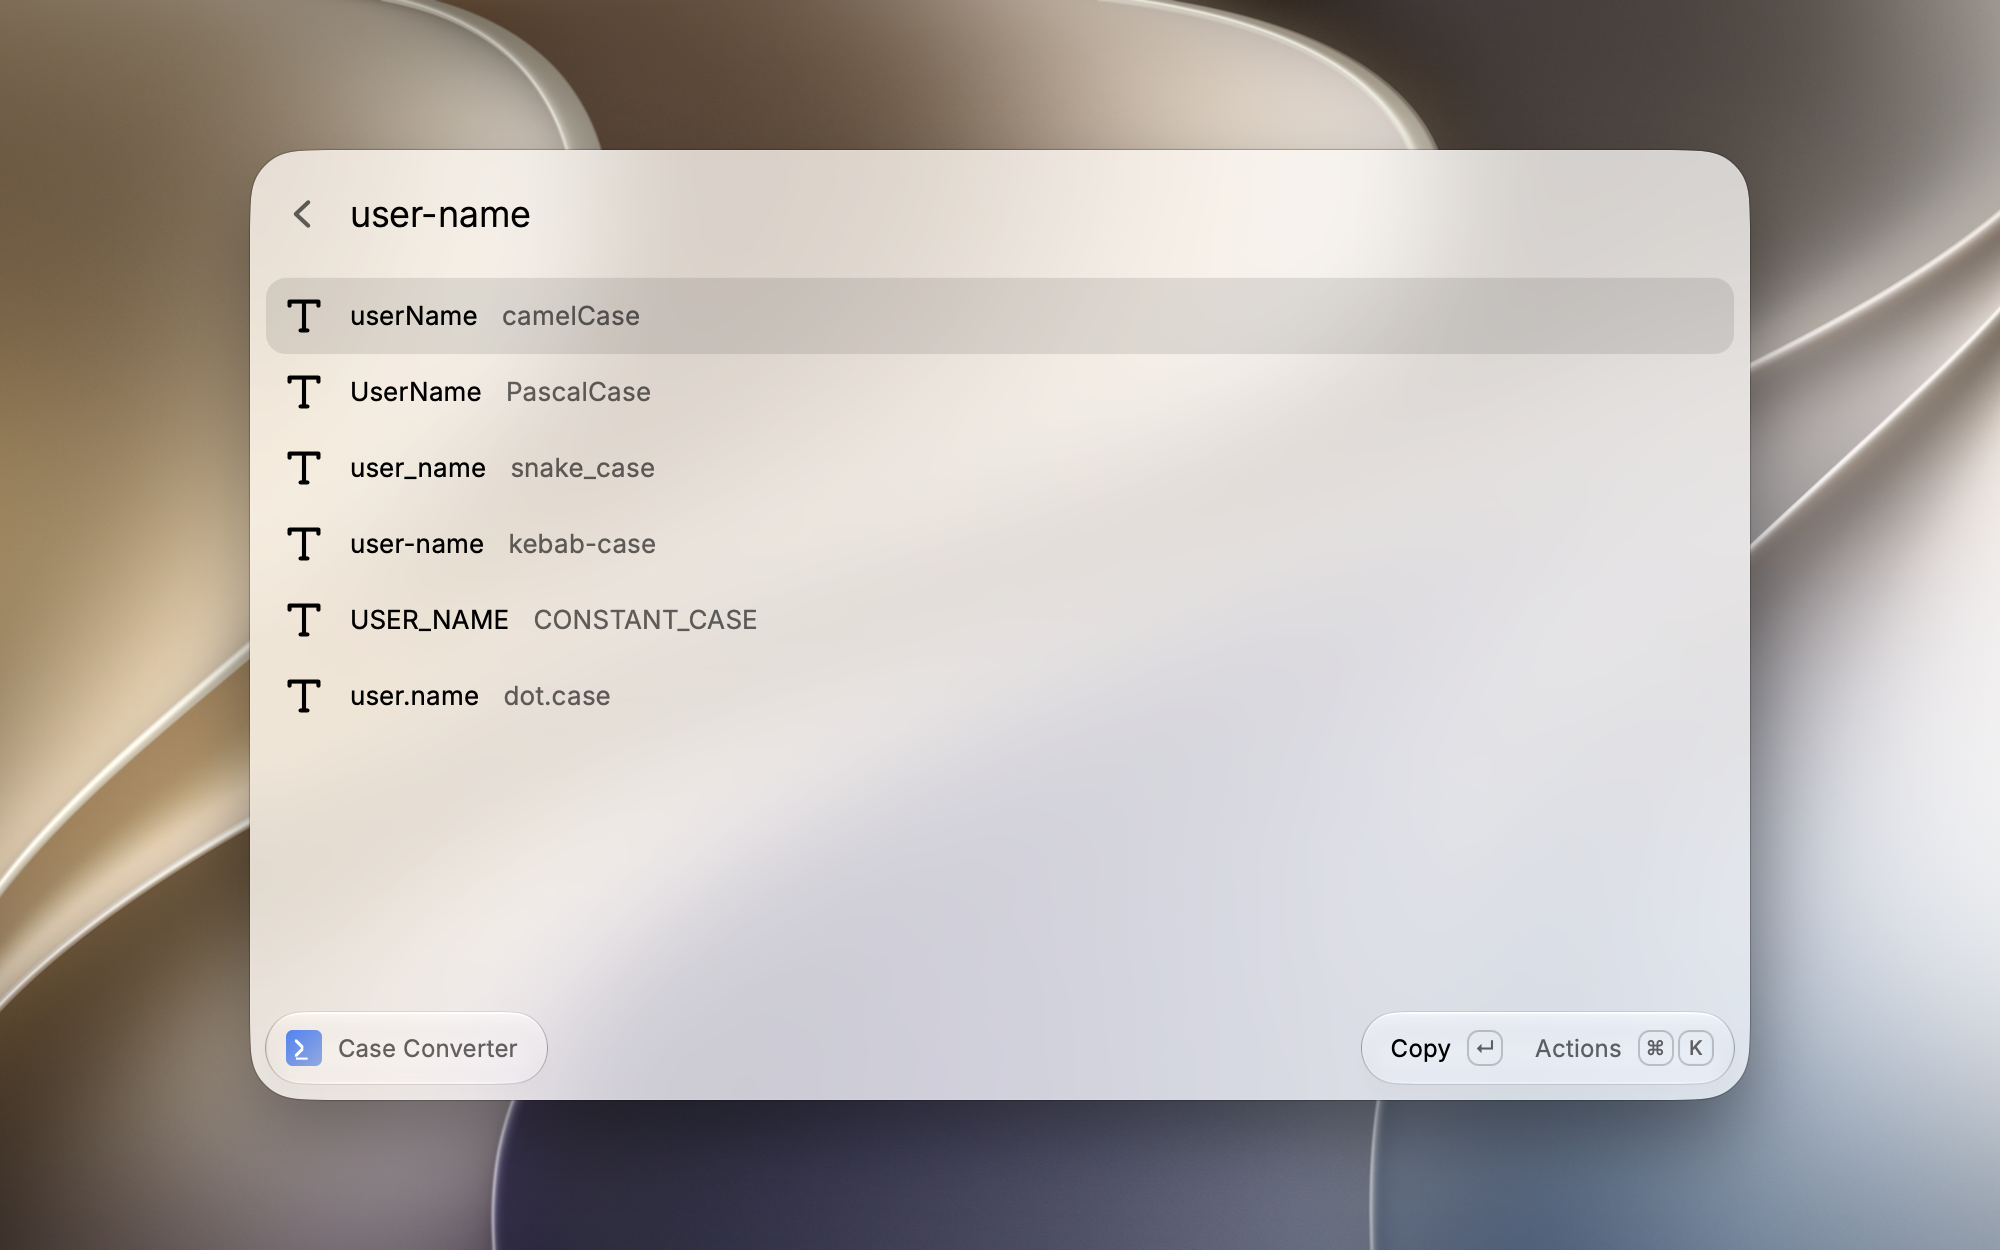 user-name
userName camelCase
UserName PascalCase
user_name snake_case
user-name kebab-case
USER_NAME CONSTANT_CASE
user.name dot.case
Case Converter
Copy ↵ Actions ⌘ K